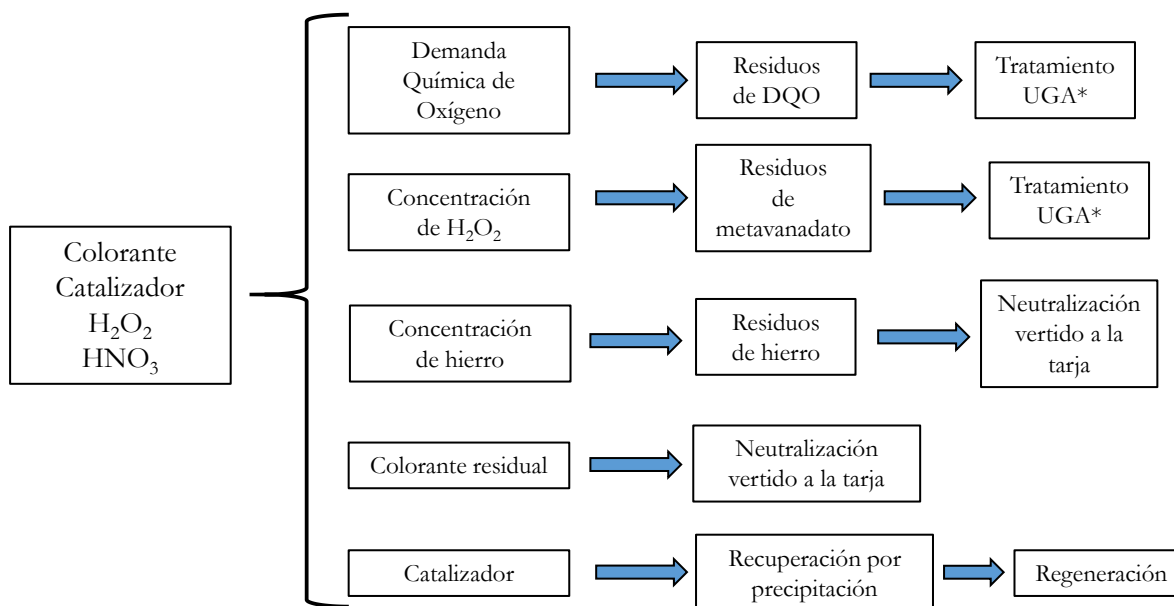 Colorante
Catalizador
H₂O₂
HNO₃
Demanda
Química de
Oxígeno
Residuos
de DQO
Tratamiento
UGA*
Concentración
de H₂O₂
Residuos
de
metavanadato
Tratamiento
UGA*
Concentración
de hierro
Residuos
de hierro
Neutralización
vertido a la
tarja
Colorante residual
Neutralización
vertido a la tarja
Catalizador
Recuperación por
precipitación
Regeneración